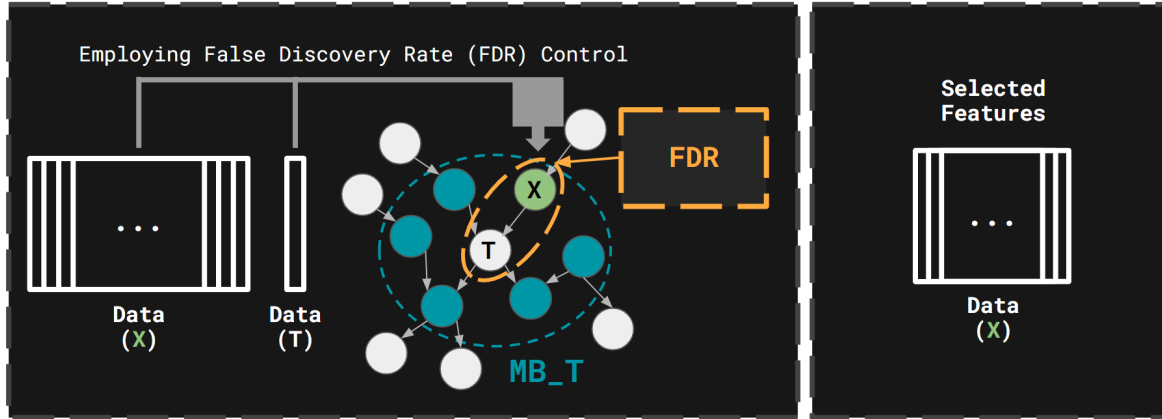 Employing False Discovery Rate (FDR) Control
...
Data
(X)
Data
(T)
X
T
FDR
MB_T
Selected
Features
...
Data
(X)